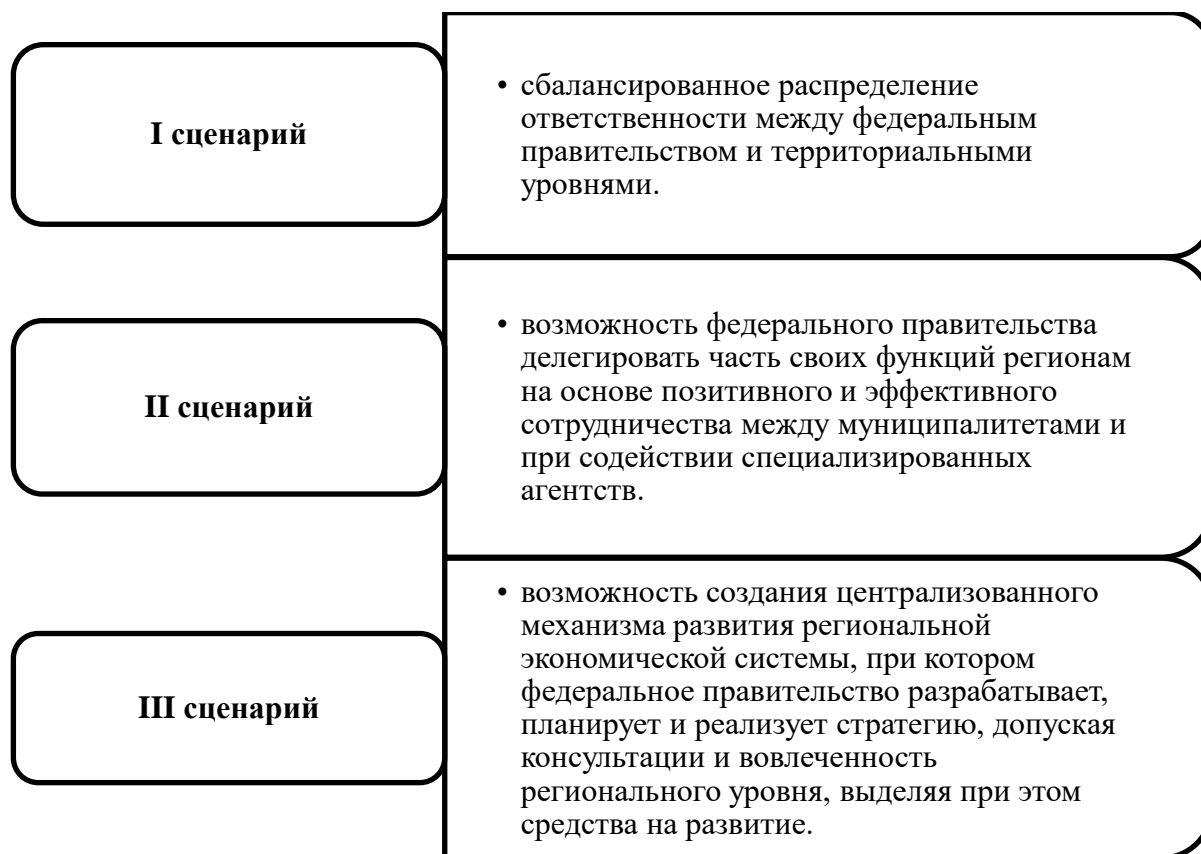 I сценарий
• сбалансированное распределение
ответственности между федеральным
правительством и территориальными
уровнями.
II сценарий
• возможность федерального правительства
делегировать часть своих функций регионам
на основе позитивного и эффективного
сотрудничества между муниципалитетами и
при содействии специализированных
агентств.
III сценарий
• возможность создания централизованного
механизма развития региональной
экономической системы, при котором
федеральное правительство разрабатывает,
планирует и реализует стратегию, допуская
консультации и вовлеченность
регионального уровня, выделяя при этом
средства на развитие.